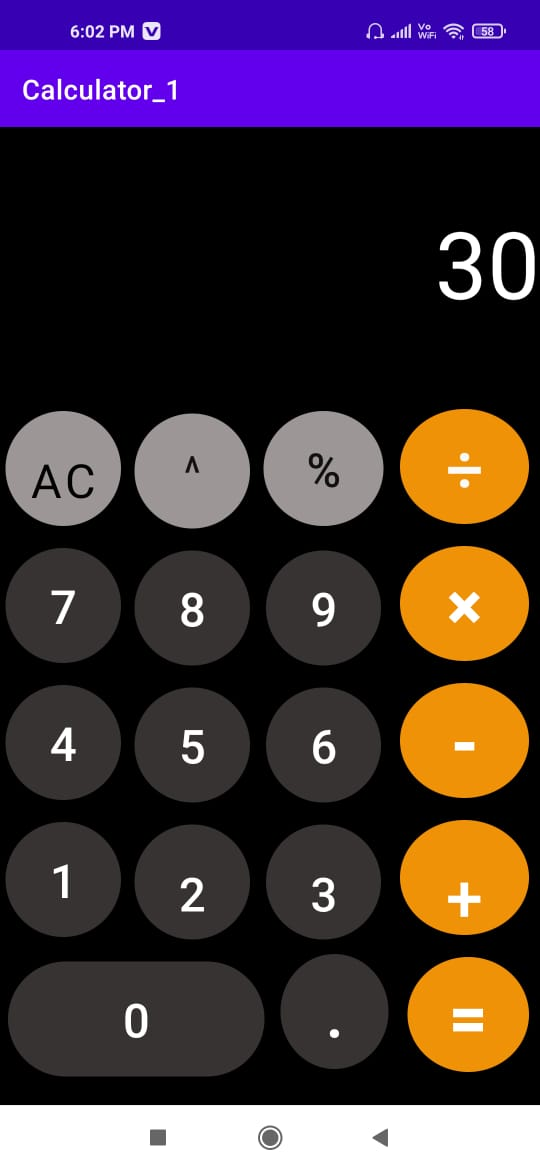 6:02 PM V Vo WiFi 58
Calculator_1
30
AC ^ % ÷
7 8 9 ×
4 5 6 -
1 2 3 +
0 . =